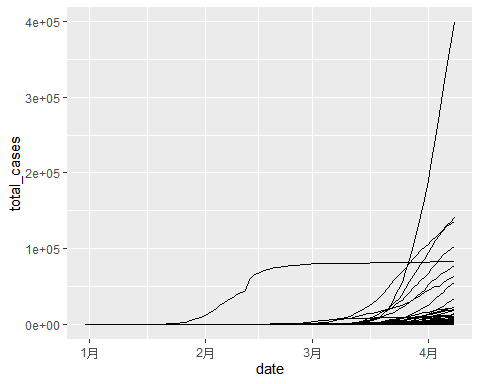 4e+05
3e+05
2e+05
1e+05
0e+00
total_cases
1月
2月
3月
4月
date